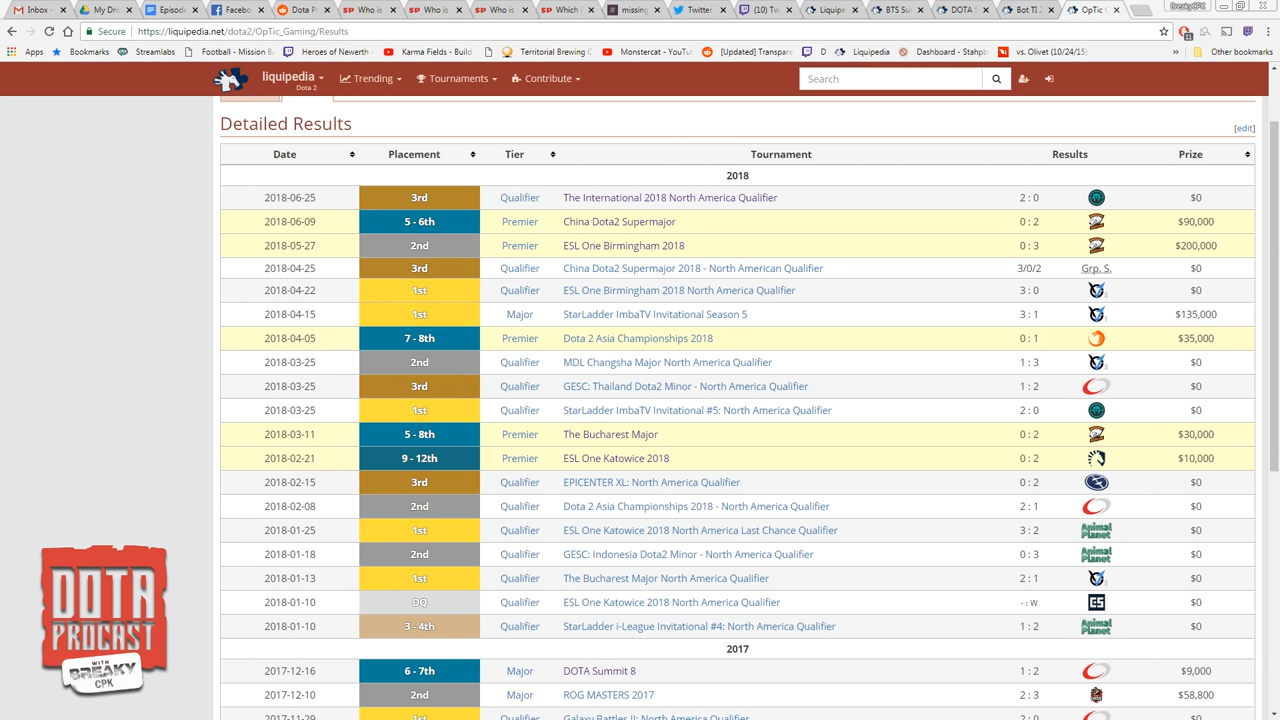 Inbox -
My Driv
Episode
Faceboo
Dota Pr
Who is
Who is
Who is
Which
missing
Twitter
(10) Twi
Liquipe
BTS Su
DOTA S
Bot TI 2
OpTic G
BreakyCPK
Secure
https://liquipedia.net/dota2/OpTic_Gaming/Results
Apps
Bookmarks
Streamlabs
Football - Mission B
Heroes of Newerth -
Karma Fields - Build
Territorial Brewing C
Monstercat - YouTu
[Updated] Transpare
D
Liquipedia
Dashboard - Stahpb
vs. Olivet (10/24/15)
»
Other bookmarks
liquipedia
Dota 2
Trending
Tournaments
Contribute
Search
Detailed Results
[edit]
Date Placement Tier Tournament Results Prize
2018
2018-06-25 3rd Qualifier The International 2018 North America Qualifier 2 : 0 $0
2018-06-09 5 - 6th Premier China Dota2 Supermajor 0 : 2 $90,000
2018-05-27 2nd Premier ESL One Birmingham 2018 0 : 3 $200,000
2018-04-25 3rd Qualifier China Dota2 Supermajor 2018 - North American Qualifier 3/0/2 Grp. S. $0
2018-04-22 1st Qualifier ESL One Birmingham 2018 North America Qualifier 3 : 0 $0
2018-04-15 1st Major StarLadder ImbaTV Invitational Season 5 3 : 1 $135,000
2018-04-05 7 - 8th Premier Dota 2 Asia Championships 2018 0 : 1 $35,000
2018-03-25 2nd Qualifier MDL Changsha Major North America Qualifier 1 : 3 $0
2018-03-25 3rd Qualifier GESC: Thailand Dota2 Minor - North America Qualifier 1 : 2 $0
2018-03-25 1st Qualifier StarLadder ImbaTV Invitational #5: North America Qualifier 2 : 0 $0
2018-03-11 5 - 8th Premier The Bucharest Major 0 : 2 $30,000
2018-02-21 9 - 12th Premier ESL One Katowice 2018 0 : 2 $10,000
2018-02-15 3rd Qualifier EPICENTER XL: North America Qualifier 0 : 2 $0
2018-02-08 2nd Qualifier Dota 2 Asia Championships 2018 - North America Qualifier 2 : 1 $0
2018-01-25 1st Qualifier ESL One Katowice 2018 North America Last Chance Qualifier 3 : 2 Animal Planet $0
2018-01-18 2nd Qualifier GESC: Indonesia Dota2 Minor - North America Qualifier 0 : 3 Animal Planet $0
2018-01-13 1st Qualifier The Bucharest Major North America Qualifier 2 : 1 $0
2018-01-10 DQ Qualifier ESL One Katowice 2018 North America Qualifier - : W $0
2018-01-10 3 - 4th Qualifier StarLadder i-League Invitational #4: North America Qualifier 1 : 2 Animal Planet $0
2017
2017-12-16 6 - 7th Major DOTA Summit 8 1 : 2 $9,000
2017-12-10 2nd Major ROG MASTERS 2017 2 : 3 $58,800
2017-11-29 1st Qualifier Galaxy Battles II: North America Qualifier 2 : 0 $0
DOTA
PROCAST
WITH
BREAKY
CPK